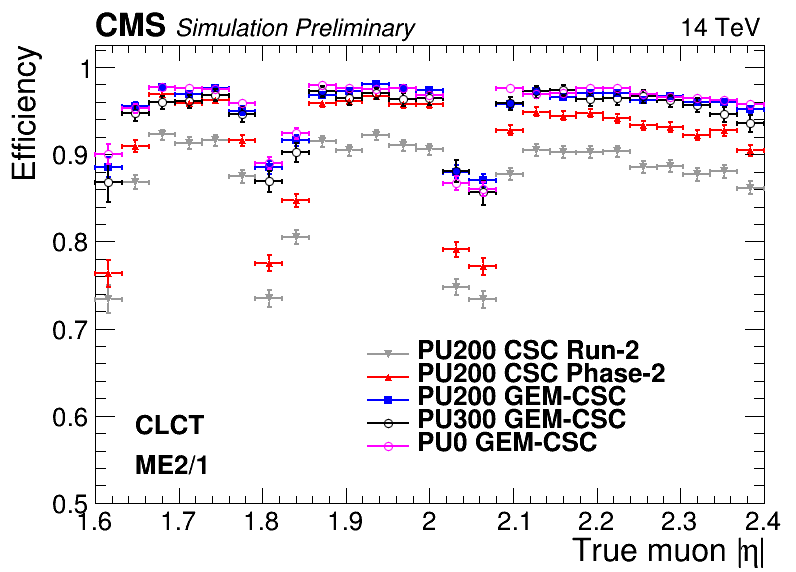 CMS Simulation Preliminary 14 TeV
Efficiency
1
0.9
0.8
0.7
0.6
0.5
PU200 CSC Run-2
PU200 CSC Phase-2
PU200 GEM-CSC
PU300 GEM-CSC
PU0 GEM-CSC
CLCT
ME2/1
1.6 1.7 1.8 1.9 2 2.1 2.2 2.3 2.4
True muon |η|